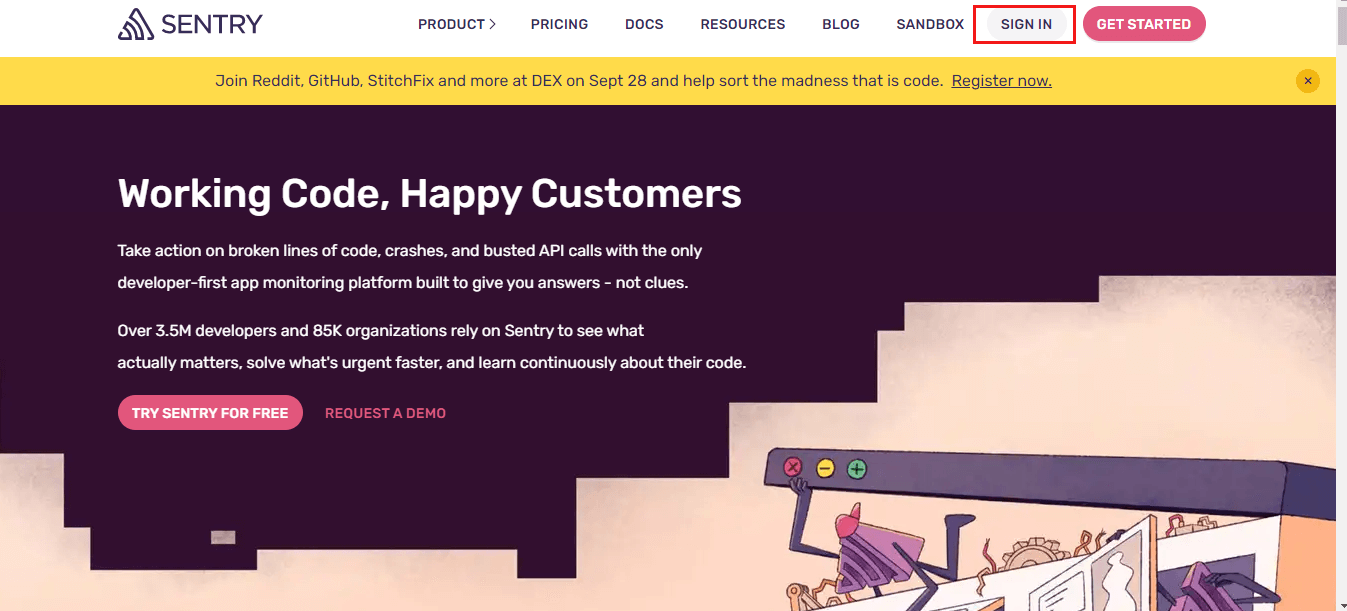 SENTRY
PRODUCT PRICING DOCS RESOURCES BLOG SANDBOX SIGN IN GET STARTED
Join Reddit, GitHub, StitchFix and more at DEX on Sept 28 and help sort the madness that is code. Register now.
Working Code, Happy Customers
Take action on broken lines of code, crashes, and busted API calls with the only
developer-first app monitoring platform built to give you answers - not clues.
Over 3.5M developers and 85K organizations rely on Sentry to see what
actually matters, solve what's urgent faster, and learn continuously about their code.
TRY SENTRY FOR FREE REQUEST A DEMO